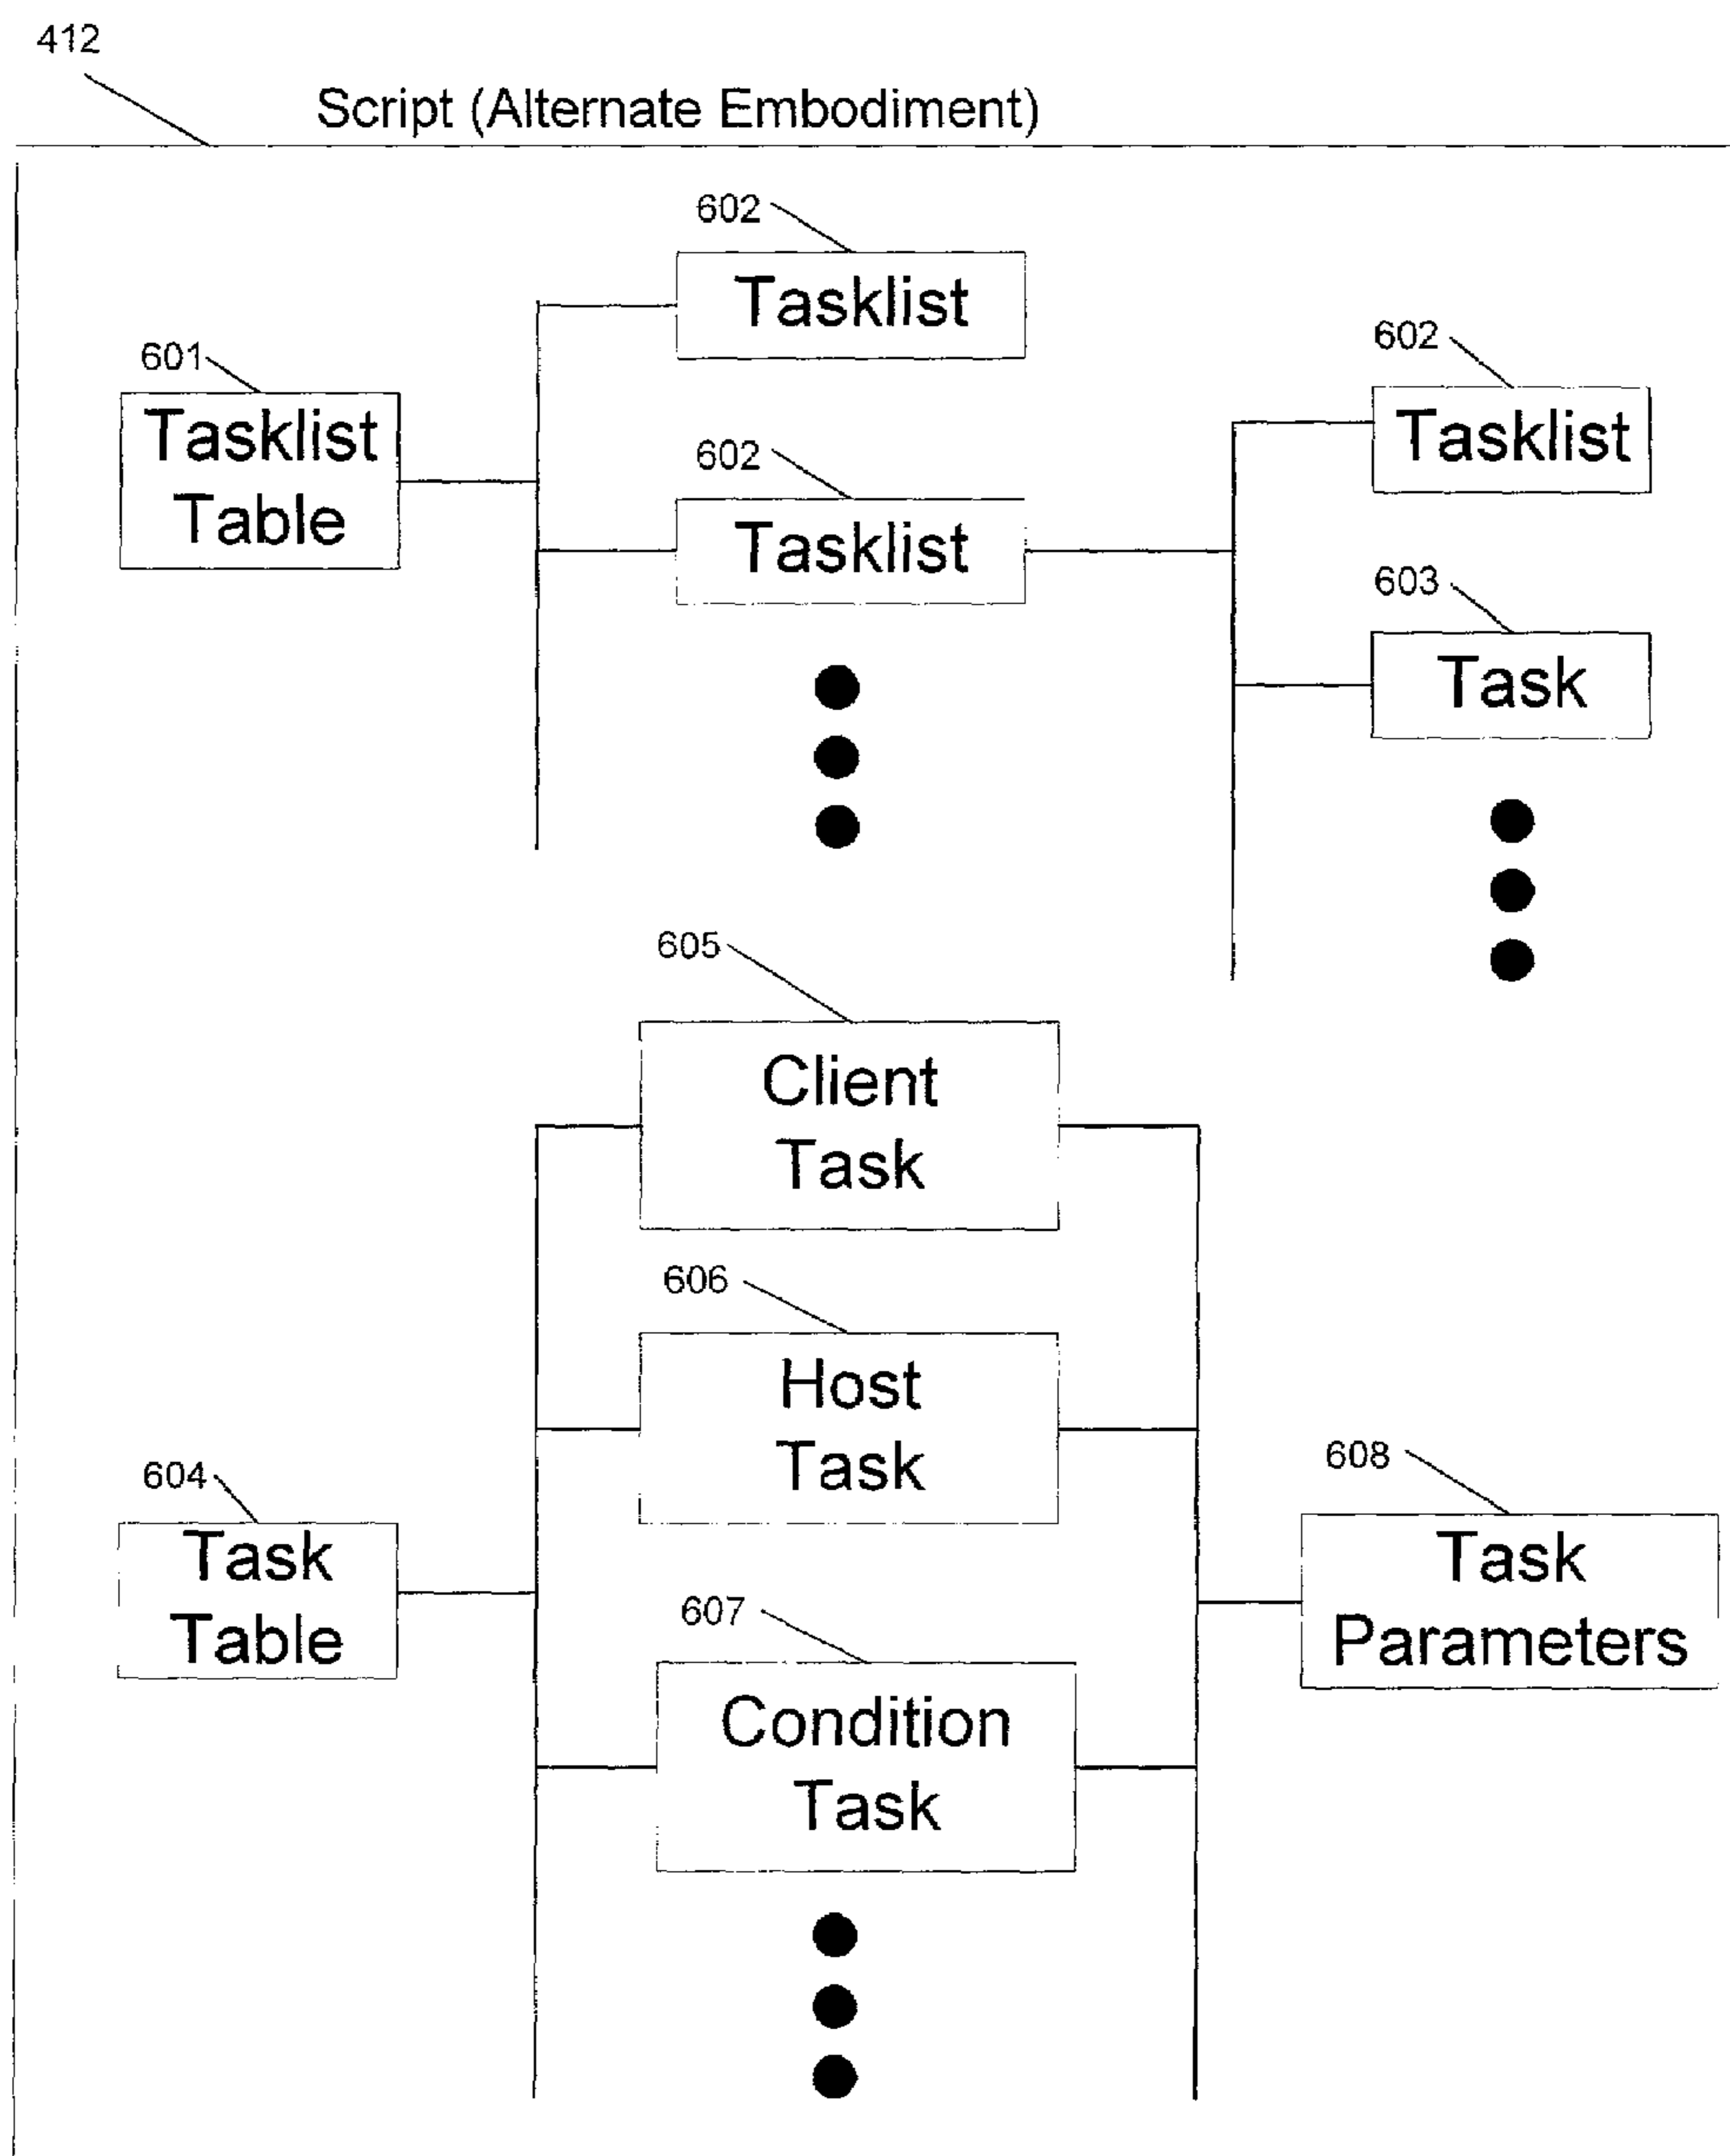 412
Script (Alternate Embodiment)
602
Tasklist
601
Tasklist
Table
602
Tasklist
602
Tasklist
603
Task
605
Client
Task
606
Host
Task
604
Task
Table
607
Condition
Task
608
Task
Parameters